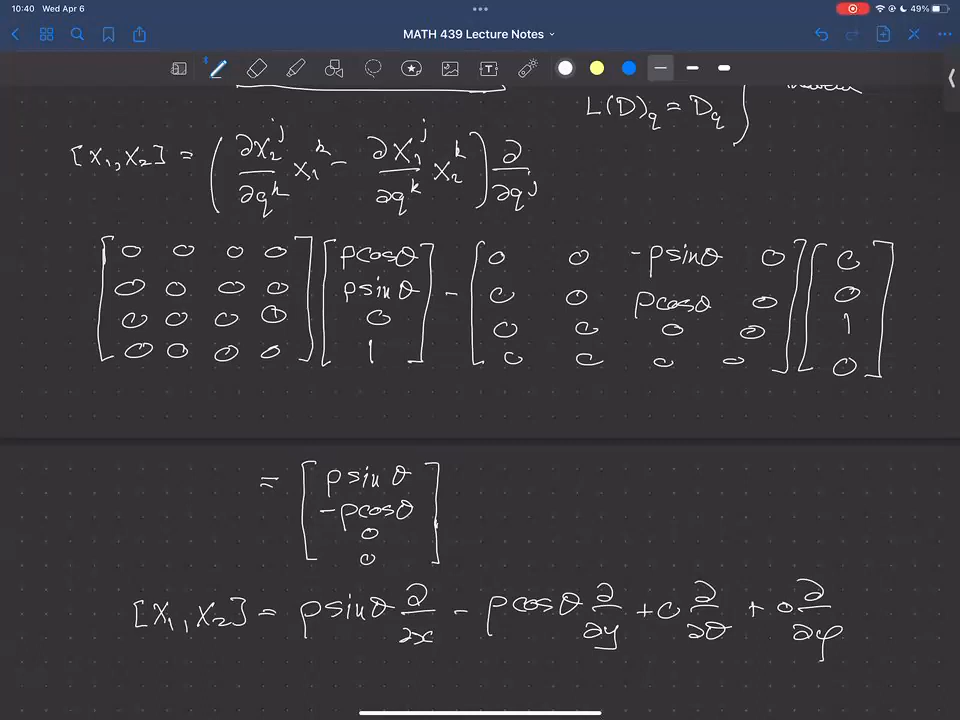 10:40 Wed Apr 6 49%
MATH 439 Lecture Notes
L(D)_q = D_q
[X_1, X_2] = ( ∂X_2^j/∂q^k X_1^k - ∂X_1^j/∂q^k X_2^k ) ∂/∂q^j
[0 0 0 0] [ρcosθ] - [0 0 -ρsinθ 0] [0]
[0 0 0 0] [ρsinθ] [0 0 ρcosθ 0] [0]
[0 0 0 0] [0] [0 0 0 0] [1]
[0 0 0 0] [1] [0 0 0 0] [0]
= [ρsinθ]
[-ρcosθ]
[0]
[0]
[X_1, X_2] = ρsinθ ∂/∂x - ρcosθ ∂/∂y + 0 ∂/∂θ + 0 ∂/∂φ